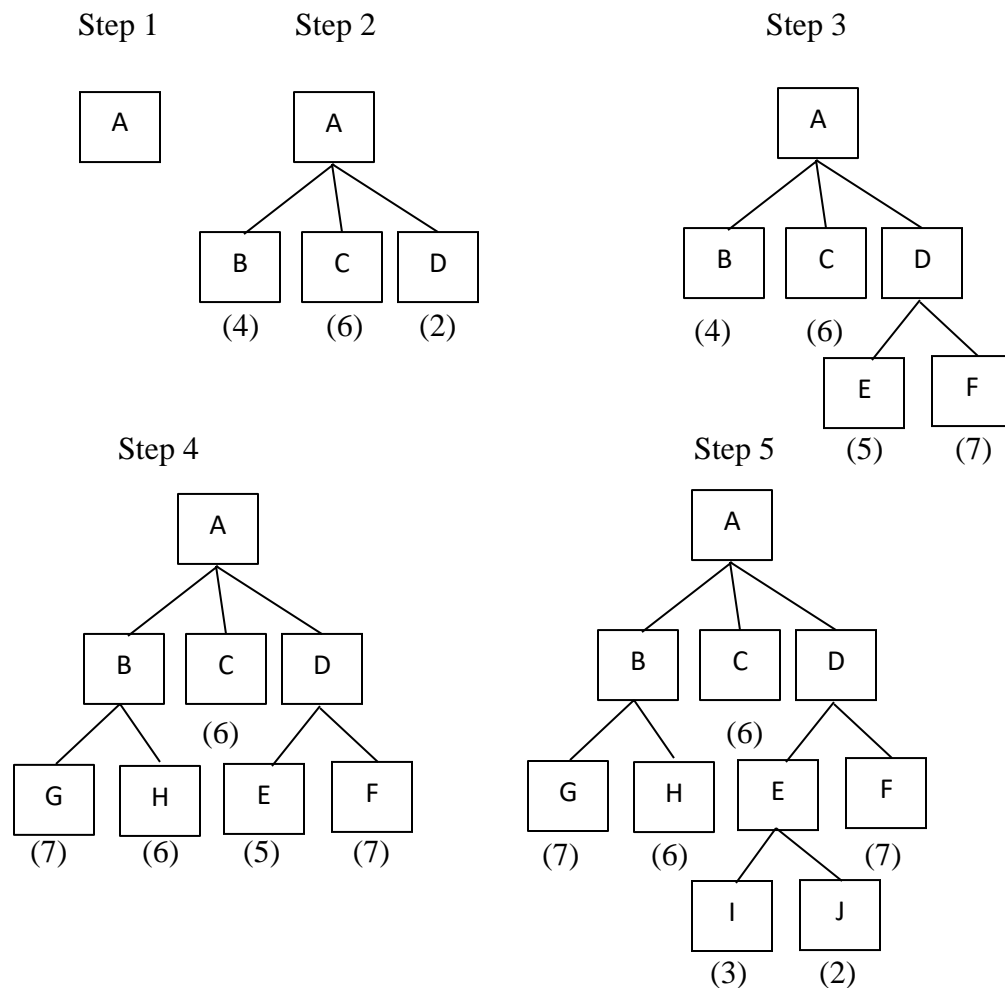 Step 1 Step 2 Step 3
A A A
B C D B C D
(4) (6) (2) (4) (6)
E F
(5) (7)
Step 4 Step 5
A A
B C D B C D
(6) (6)
G H E F G H E F
(7) (6) (5) (7) (7) (6) (7)
I J
(3) (2)